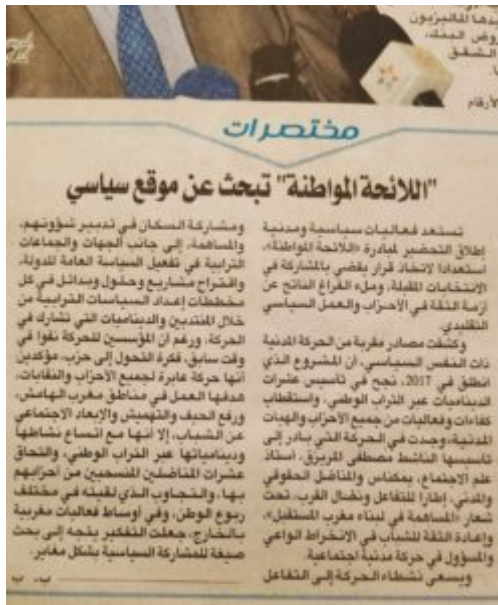 بدها الماليزيون
روض البنك،
الشفق
الأرقام
مختصرات
"اللائحة المواطنة" تبحث عن موقع سياسي
تستعد فعاليات سياسية ومدنية
إطلاق التحضير لمبادرة «اللائحة المواطنة»،
استعدادا لاتخاذ قرار يقضي بالمشاركة في
الانتخابات المقبلة، وملء الفراغ الناتج عن
أزمة الثقة في الأحزاب والعمل السياسي
التقليدي.
وكشفت مصادر مقربة من الحركة المدنية
ذات النفس السياسي، أن المشروع الذي
انطلق في 2017، نجح في تأسيس عشرات
الديناميات عبر التراب الوطني، واستقطاب
كفاءات وفعاليات من جميع الأحزاب والهيآت
المدنية، وجدت في الحركة التي بادر إلى
تأسيسها الناشط مصطفى المريزق، أستاذ
علم الاجتماع، بمكناس والمناضل الحقوقي
والمدني، إطارا للتفاعل ونضال القرب، تحت
شعار «المساهمة في لبناء مغرب المستقبل»،
وإعادة الثقة للشباب في الانخراط الواعي
والمسؤول في حركة مدنية اجتماعية.
ويسعى نشطاء الحركة إلى التفاعل
ومشاركة السكان في تدبير شؤونهم،
والمساهمة، إلى جانب الجهات والجماعات
الترابية في تفعيل السياسة العامة للدولة،
واقتراح مشاريع وحلول وبدائل في كل
مخططات إعداد السياسات الترابية من
خلال المنتديين والديناميات التي تشارك في
الحركة، ورغم أن المؤسسين للحركة نفوا في
وقت سابق، فكرة التحول إلى حزب، مؤكدين
أنها حركة عابرة لجميع الأحزاب والنقابات،
هدفها العمل في مناطق مغرب الهامش،
ورفع الحيف والتهميش والإبعاد الاجتماعي
عن الشباب، إلا أنها مع اتساع نشاطها
وديناميتها عبر التراب الوطني، والتحاق
عشرات المناضلين المنسحبين من أحزابهم
بها، والتجاوب الذي لقيته في مختلف
ربوع الوطن، وفي أوساط فعاليات مغربية
بالخارج، جعلت التفكير يتجه إلى بحث
صيغة للمشاركة السياسية بشكل مغاير.
ب. ب